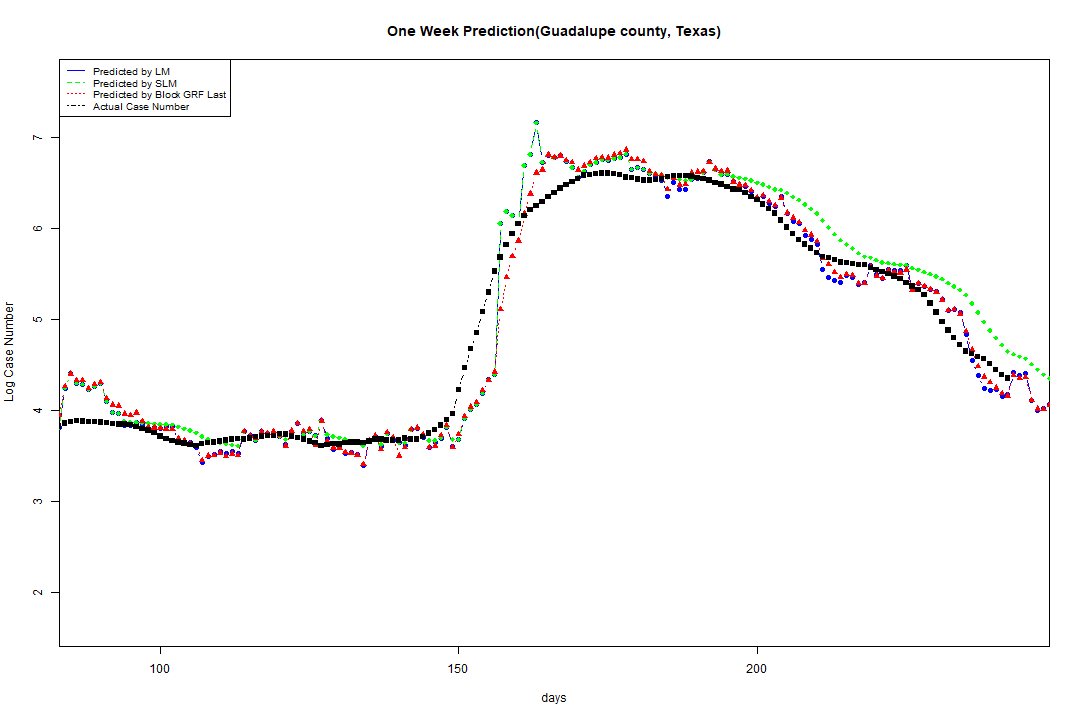 One Week Prediction(Guadalupe county, Texas)
Predicted by LM
Predicted by SLM
Predicted by Block GRF Last
Actual Case Number
7
6
5
4
3
2
Log Case Number
100 150 200
days